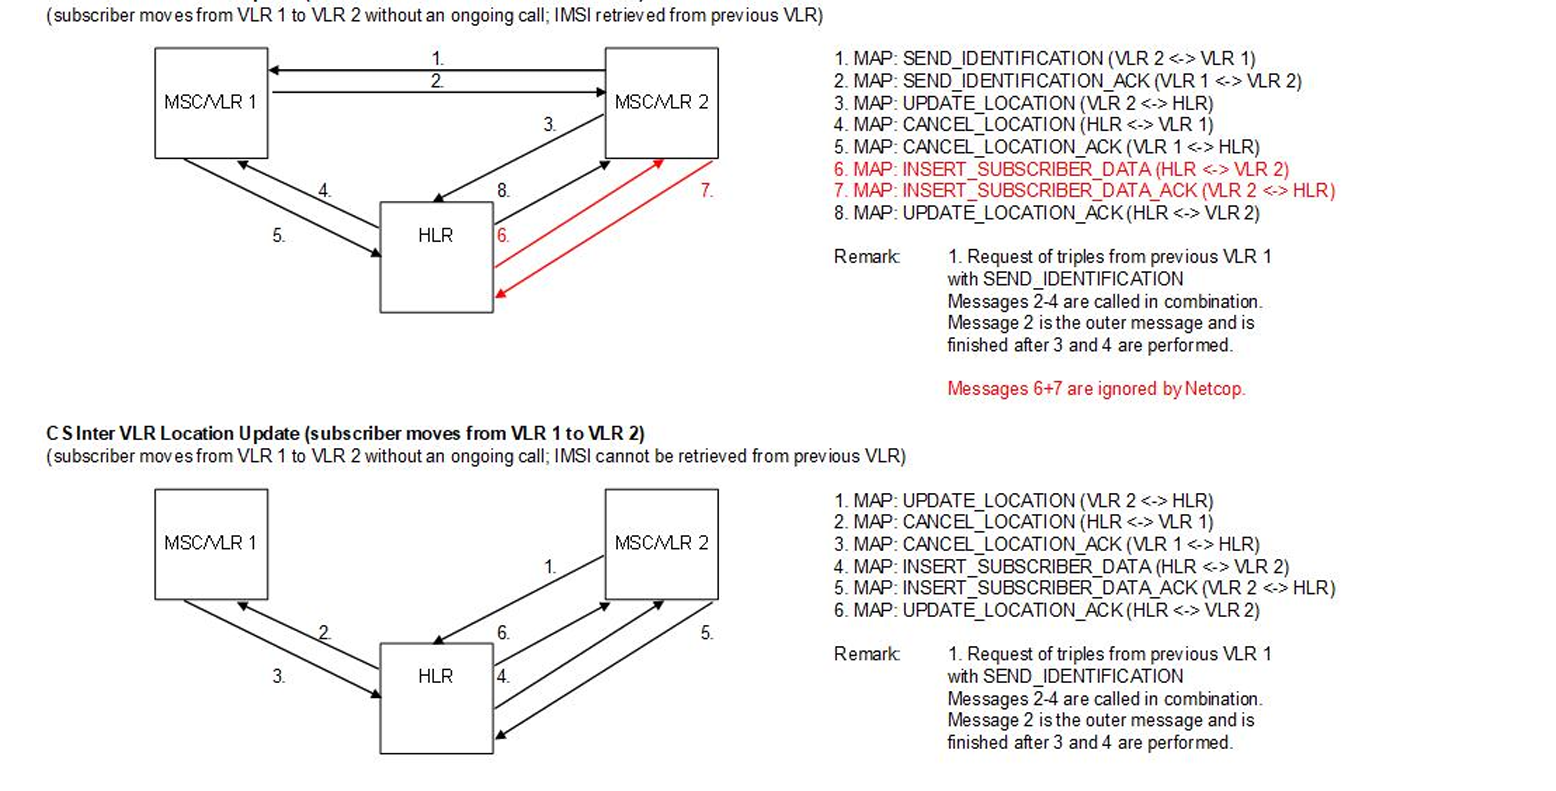 (subscriber moves from VLR 1 to VLR 2 without an ongoing call; IMSI retrieved from previous VLR)
MSC/VLR 1
1.
2.
MSC/VLR 2
3.
4.
8.
7.
5.
HLR
6.
1. MAP: SEND_IDENTIFICATION (VLR 2 <-> VLR 1)
2. MAP: SEND_IDENTIFICATION_ACK (VLR 1 <-> VLR 2)
3. MAP: UPDATE_LOCATION (VLR 2 <-> HLR)
4. MAP: CANCEL_LOCATION (HLR <-> VLR 1)
5. MAP: CANCEL_LOCATION_ACK (VLR 1 <-> HLR)
6. MAP: INSERT_SUBSCRIBER_DATA (HLR <-> VLR 2)
7. MAP: INSERT_SUBSCRIBER_DATA_ACK (VLR 2 <-> HLR)
8. MAP: UPDATE_LOCATION_ACK (HLR <-> VLR 2)
Remark: 1. Request of triples from previous VLR 1
with SEND_IDENTIFICATION
Messages 2-4 are called in combination.
Message 2 is the outer message and is
finished after 3 and 4 are performed.
Messages 6+7 are ignored by Netcop.
CS Inter VLR Location Update (subscriber moves from VLR 1 to VLR 2)
(subscriber moves from VLR 1 to VLR 2 without an ongoing call; IMSI cannot be retrieved from previous VLR)
MSC/VLR 1
MSC/VLR 2
1.
2.
6.
5.
3.
HLR
4.
1. MAP: UPDATE_LOCATION (VLR 2 <-> HLR)
2. MAP: CANCEL_LOCATION (HLR <-> VLR 1)
3. MAP: CANCEL_LOCATION_ACK (VLR 1 <-> HLR)
4. MAP: INSERT_SUBSCRIBER_DATA (HLR <-> VLR 2)
5. MAP: INSERT_SUBSCRIBER_DATA_ACK (VLR 2 <-> HLR)
6. MAP: UPDATE_LOCATION_ACK (HLR <-> VLR 2)
Remark: 1. Request of triples from previous VLR 1
with SEND_IDENTIFICATION
Messages 2-4 are called in combination.
Message 2 is the outer message and is
finished after 3 and 4 are performed.